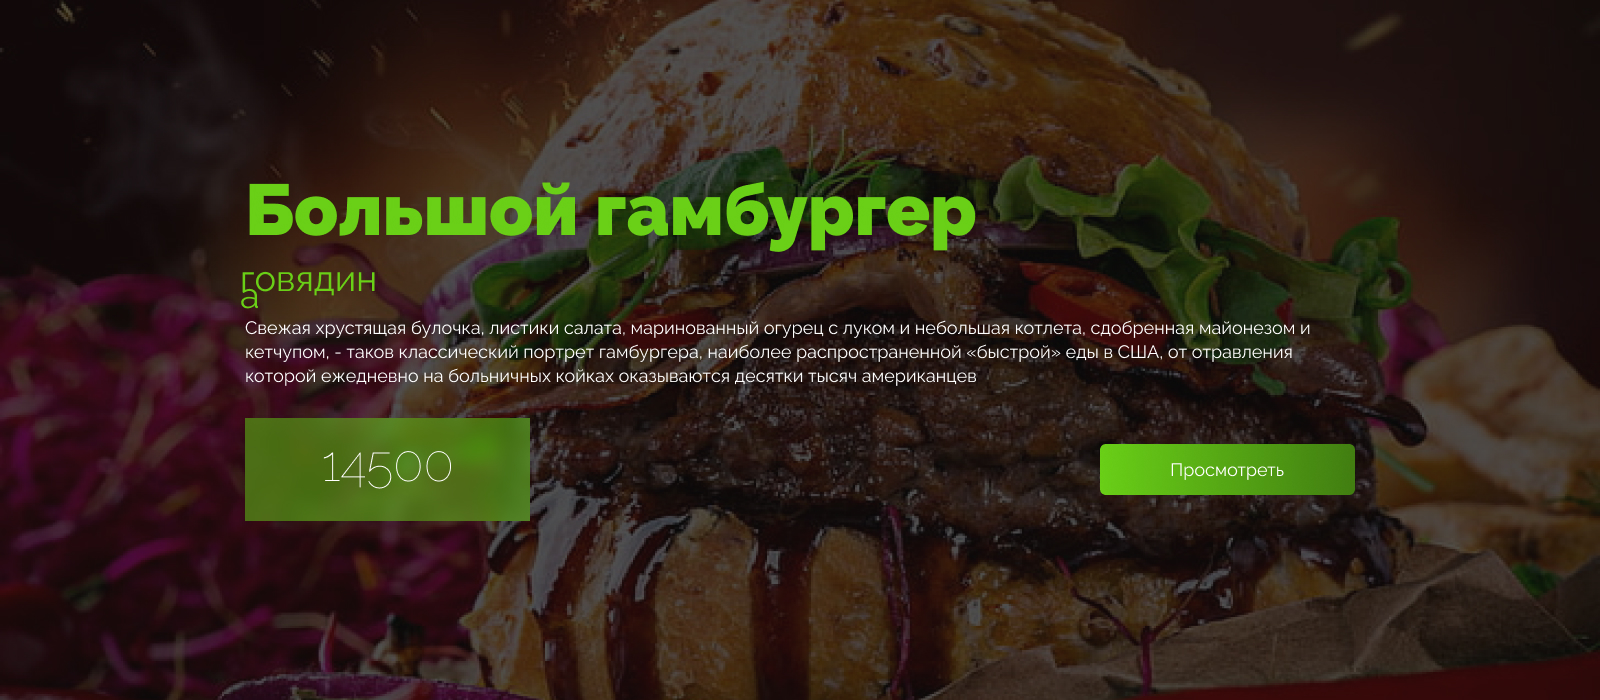 Большой гамбургер
говядин
а
Свежая хрустящая булочка, листики салата, маринованный огурец с луком и небольшая котлета, сдобренная майонезом и
кетчупом, - таков классический портрет гамбургера, наиболее распространенной «быстрой» еды в США, от отравления
которой ежедневно на больничных койках оказываются десятки тысяч американцев
14500
Просмотреть